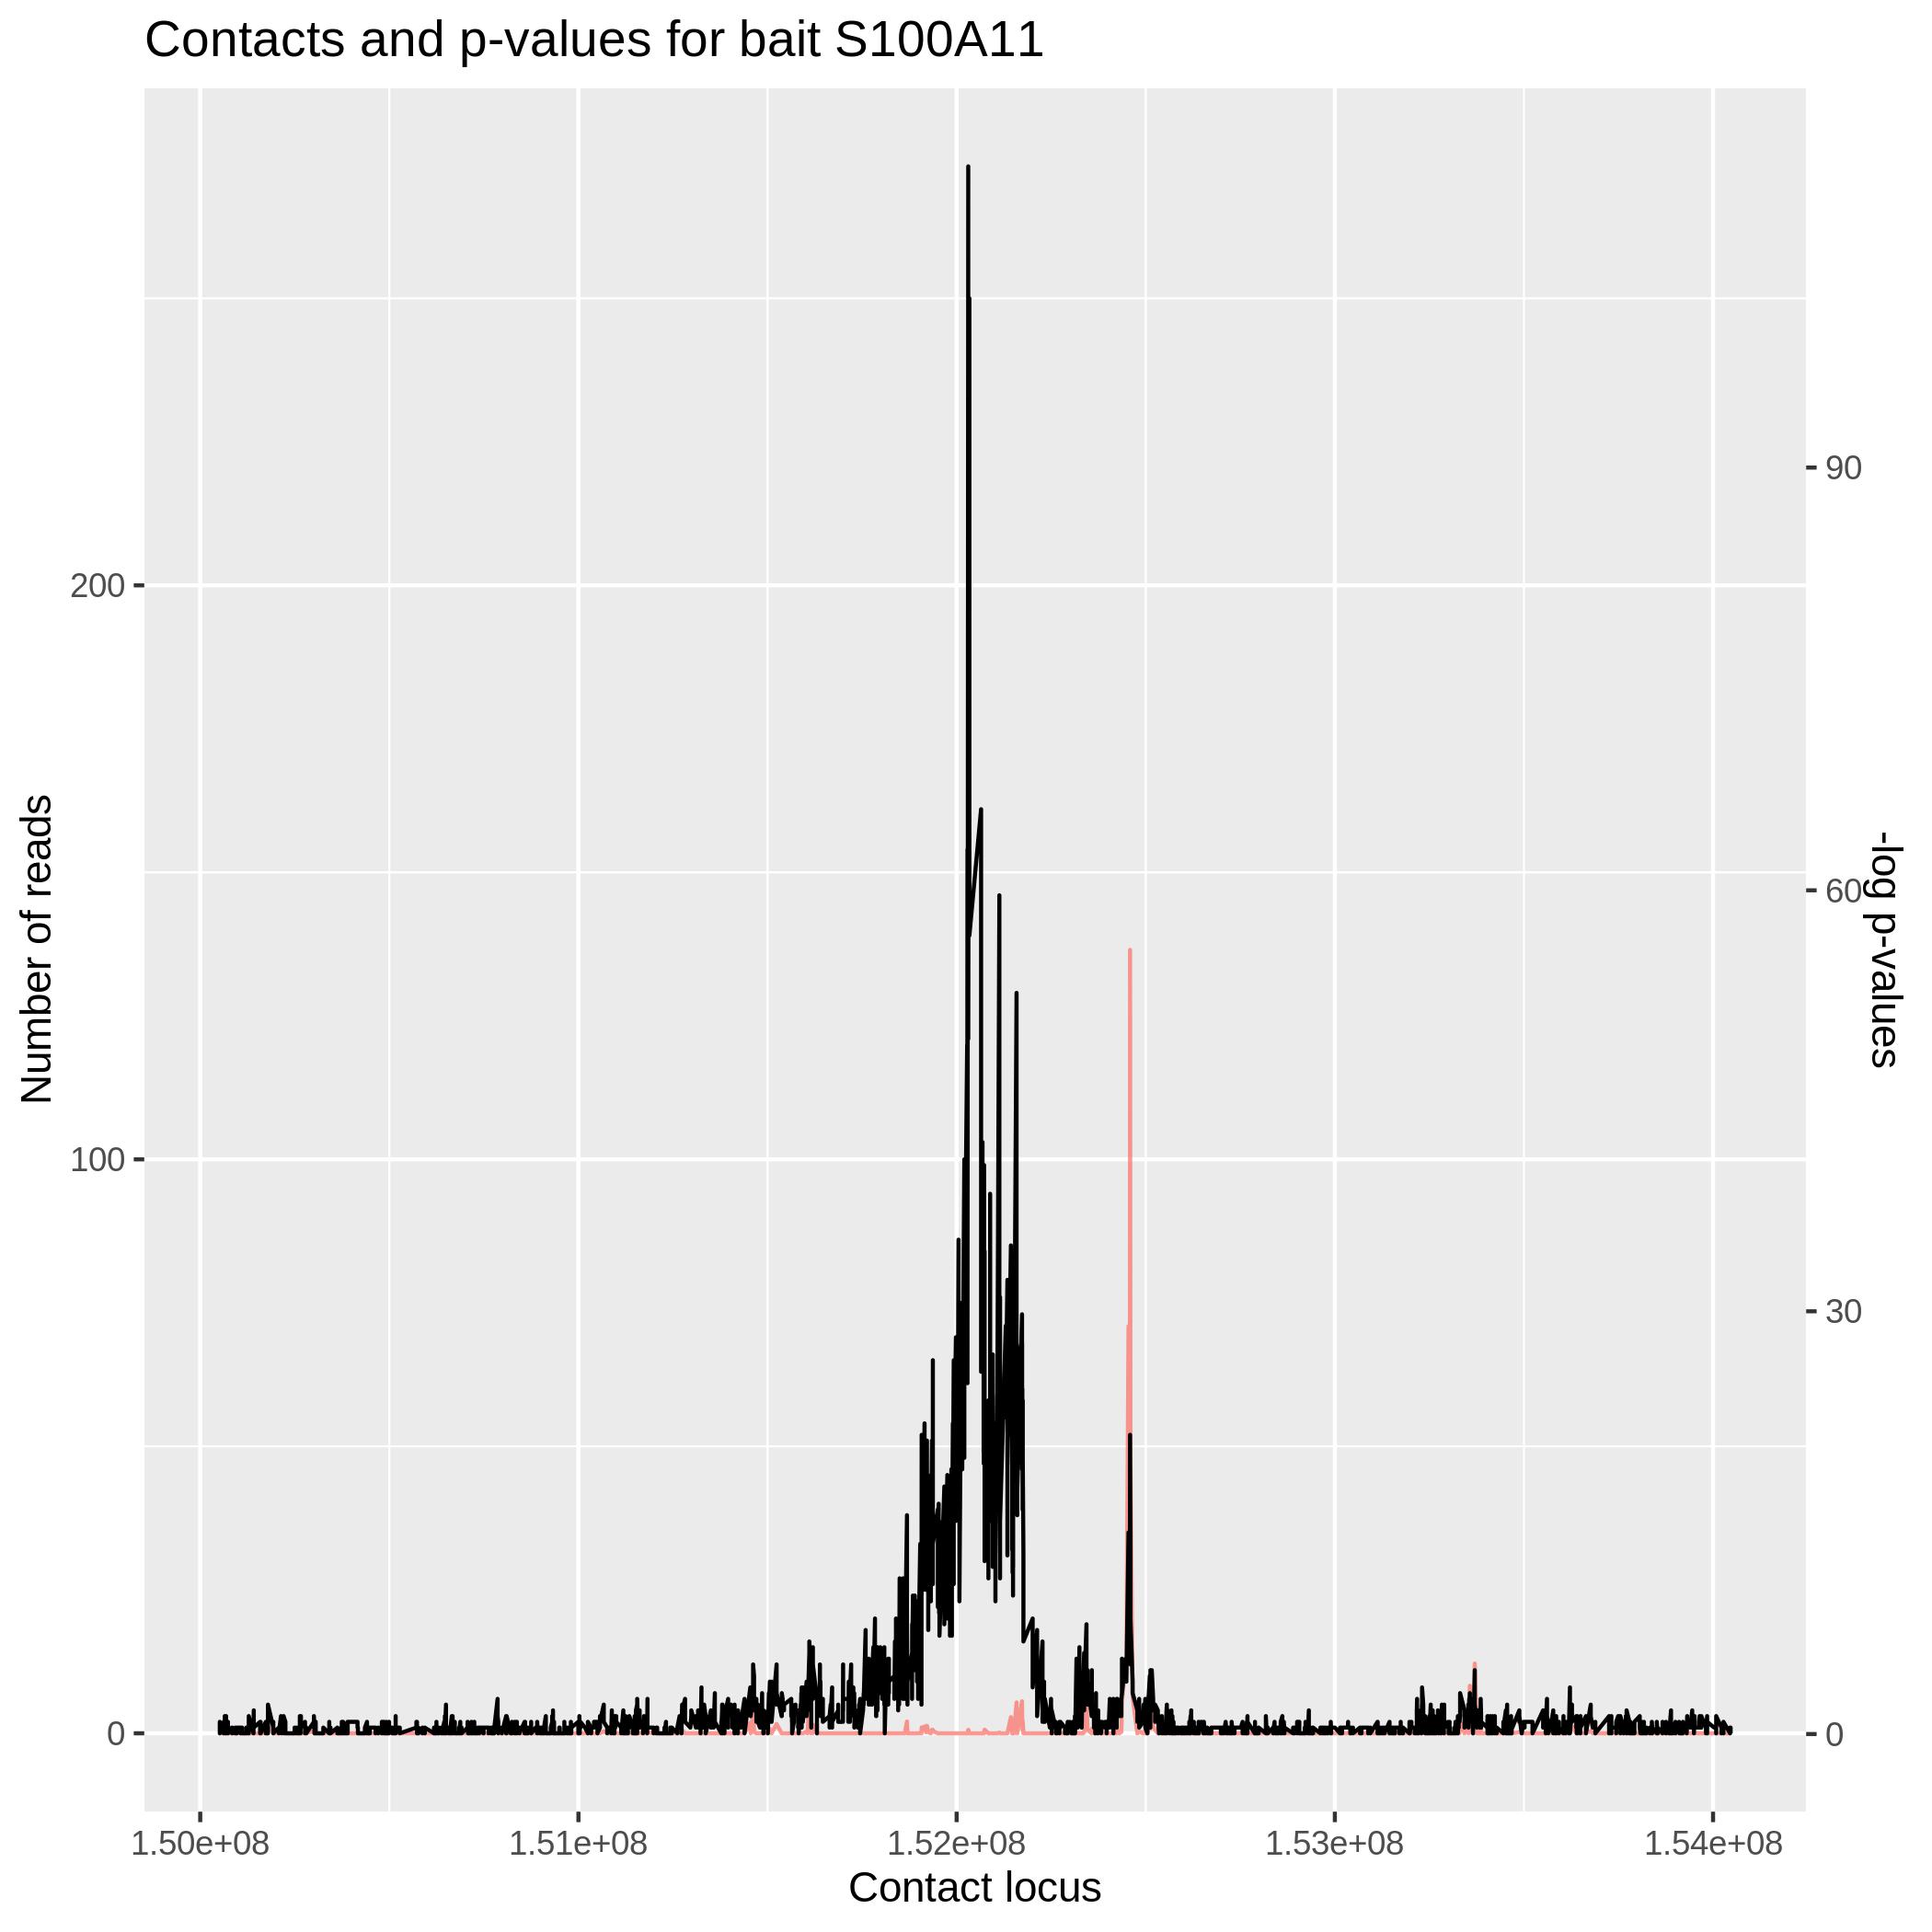 Contacts and p-values for bait S100A11
Number of reads
200
100
0
90
60
30
0
-log p-values
1.50e+08 1.51e+08 1.52e+08 1.53e+08 1.54e+08
Contact locus